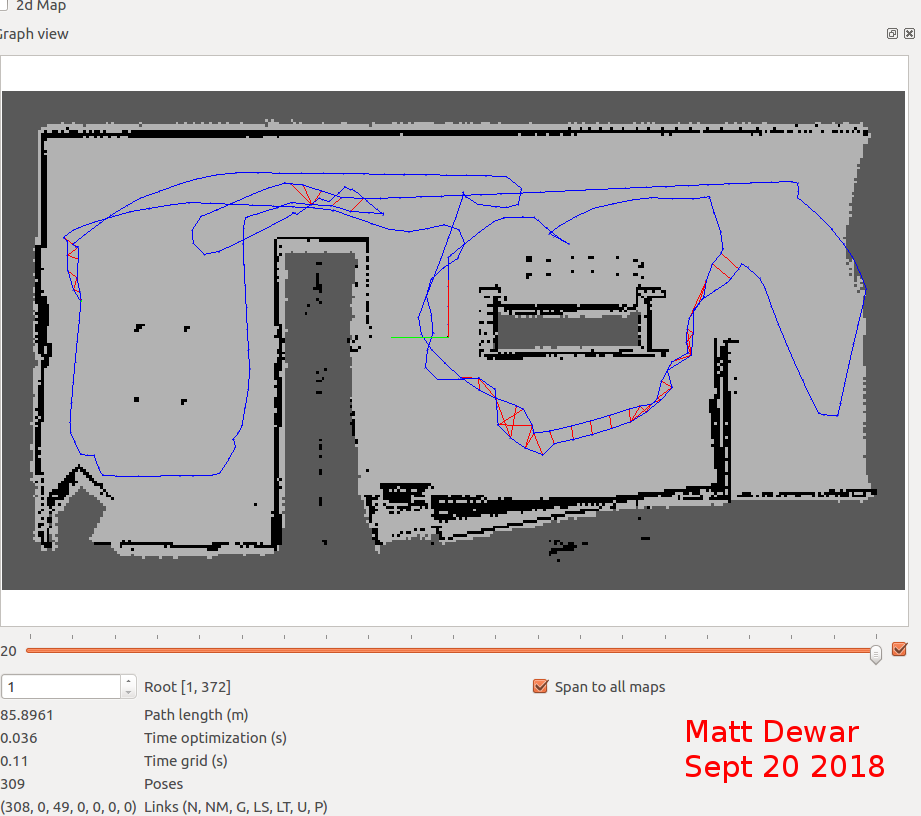 2d Map
Graph view
20
1 Root [1, 372]
Span to all maps
85.8961 Path length (m)
0.036 Time optimization (s)
0.11 Time grid (s)
309 Poses
(308, 0, 49, 0, 0, 0, 0) Links (N, NM, G, LS, LT, U, P)
Matt Dewar
Sept 20 2018